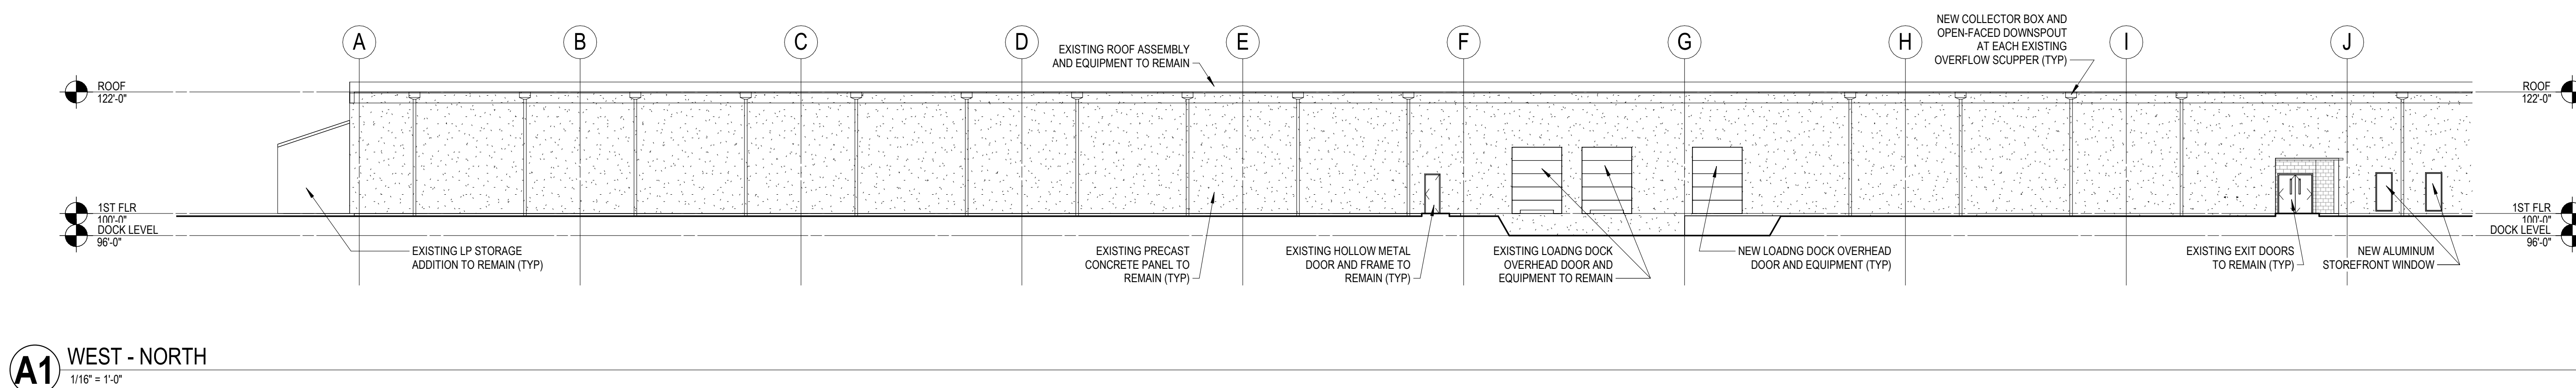 NEW COLLECTOR BOX AND
OPEN-FACED DOWNSPOUT
AT EACH EXISTING
OVERFLOW SCUPPER (TYP)
A
B
C
D
E
F
G
H
I
J
EXISTING ROOF ASSEMBLY
AND EQUIPMENT TO REMAIN
ROOF
122'-0"
ROOF
122'-0"
1ST FLR
100'-0"
DOCK LEVEL
96'-0"
1ST FLR
100'-0"
DOCK LEVEL
96'-0"
EXISTING LP STORAGE
ADDITION TO REMAIN (TYP)
EXISTING PRECAST
CONCRETE PANEL TO
REMAIN (TYP)
EXISTING HOLLOW METAL
DOOR AND FRAME TO
REMAIN (TYP)
EXISTING LOADNG DOCK
OVERHEAD DOOR AND
EQUIPMENT TO REMAIN
NEW LOADNG DOCK OVERHEAD
DOOR AND EQUIPMENT (TYP)
EXISTING EXIT DOORS
TO REMAIN (TYP)
NEW ALUMINUM
STOREFRONT WINDOW
A1
WEST - NORTH
1/16" = 1'-0"